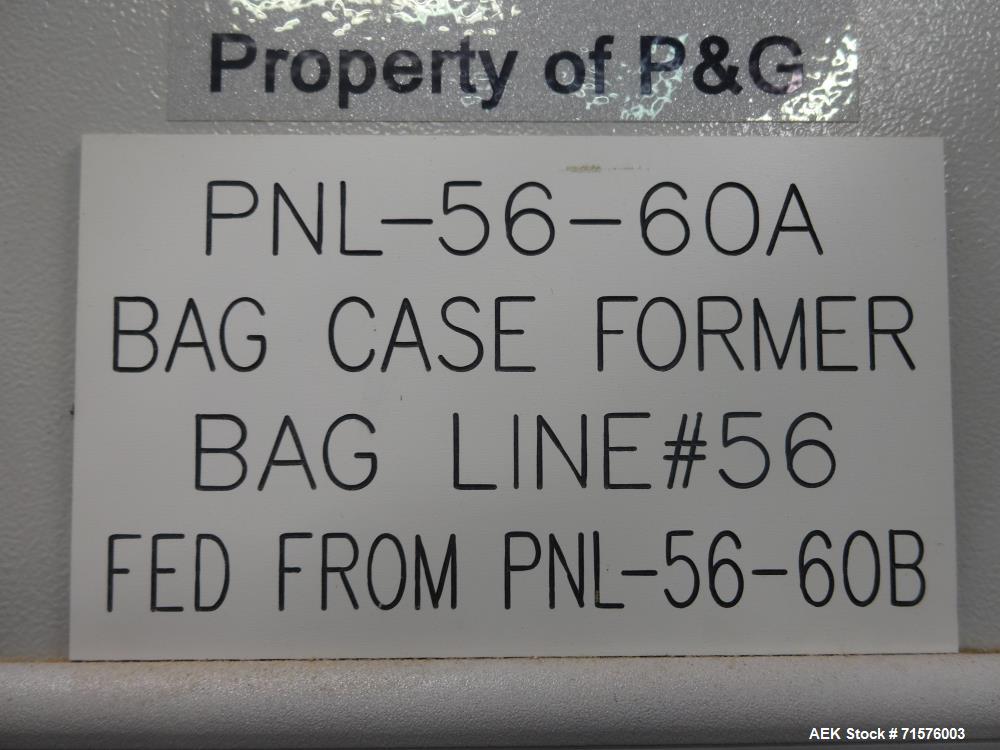 Property of P&G
PNL-56-60A
BAG CASE FORMER
BAG LINE#56
FED FROM PNL-56-60B
AEK Stock # 71576003